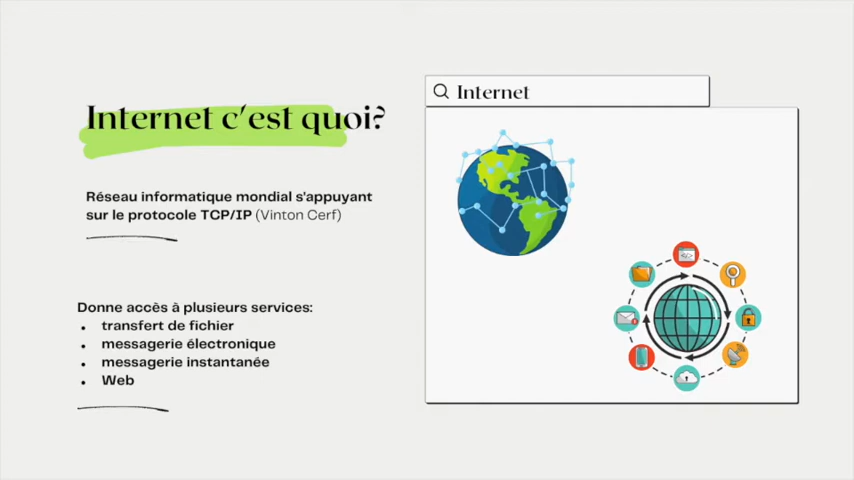 Internet c'est quoi?
Réseau informatique mondial s'appuyant
sur le protocole TCP/IP (Vinton Cerf)
Donne accès à plusieurs services:
• transfert de fichier
• messagerie électronique
• messagerie instantanée
• Web
Internet